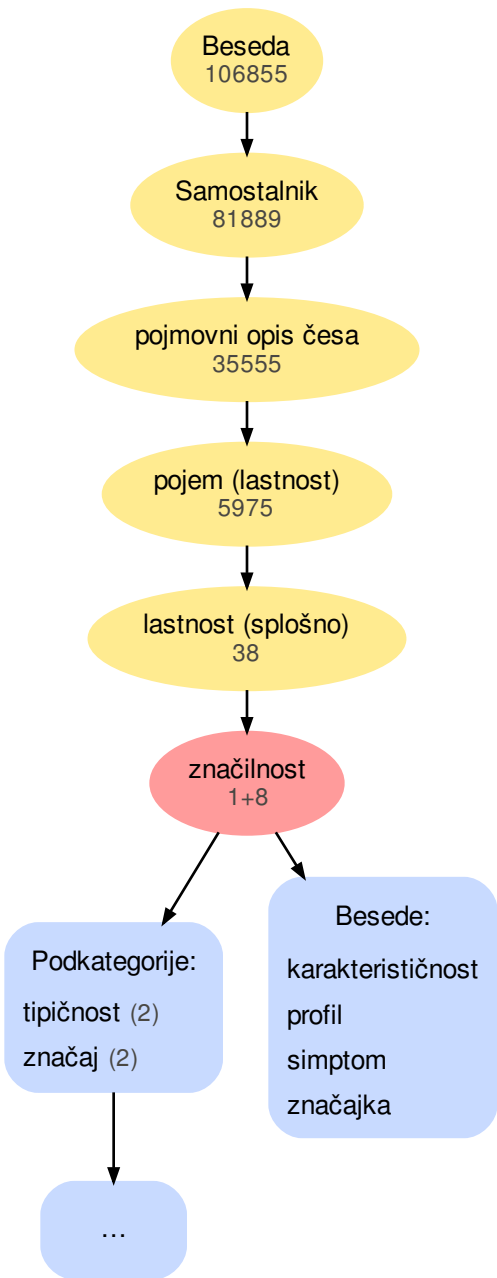 Beseda
106855
Samostalnik
81889
pojmovni opis česa
35555
pojem (lastnost)
5975
lastnost (splošno)
38
značilnost
1+8
Podkategorije:
tipičnost (2)
značaj (2)
...
Besede:
karakterističnost
profil
simptom
značajka